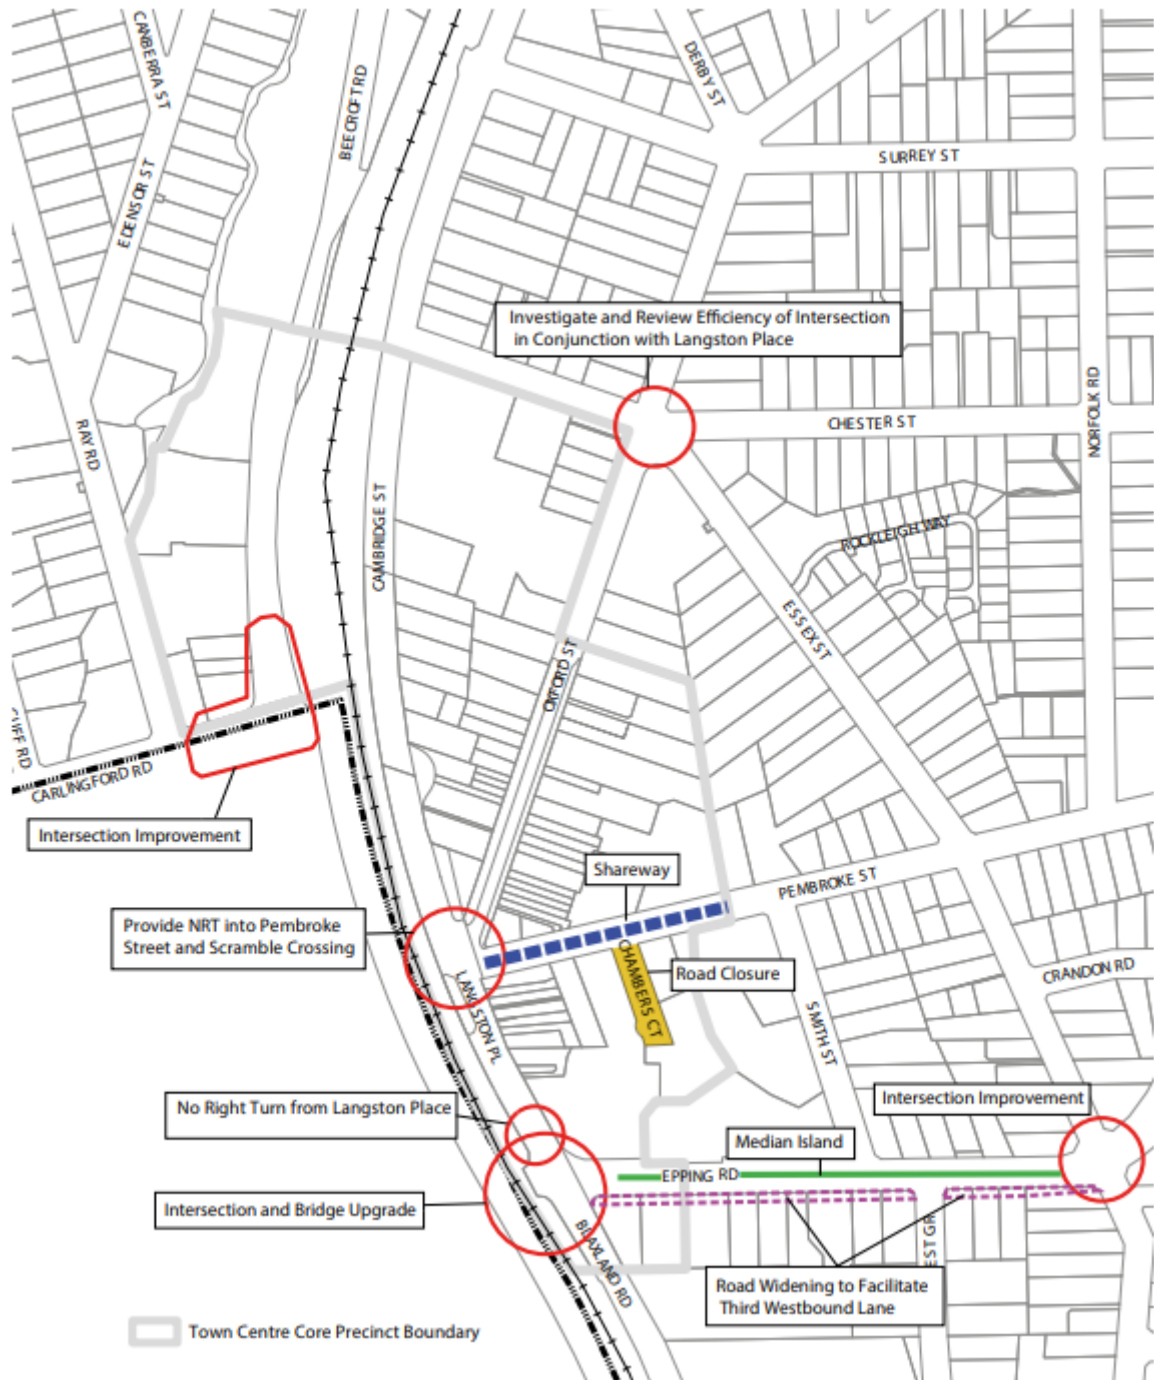 CANBERRA ST
BEECROFT RD
DERBY ST
SURREY ST
EDENSOR ST
Investigate and Review Efficiency of Intersection
in Conjunction with Langston Place
NORFOLK RD
CHESTER ST
RAY RD
CAMBRIDGE ST
ROCKLEIGH WAY
ESSEX ST
OXFORD ST
CARLINGFORD RD
Intersection Improvement
Shareway
PEMBROKE ST
Provide NRT into Pembroke
Street and Scramble Crossing
CHAMBERS CT
Road Closure
CRANDON RD
LANGSTON PL
SMITH ST
No Right Turn from Langston Place
Intersection Improvement
Median Island
EPPING RD
Intersection and Bridge Upgrade
BLAXLAND RD
EST GR
Road Widening to Facilitate
Third Westbound Lane
Town Centre Core Precinct Boundary